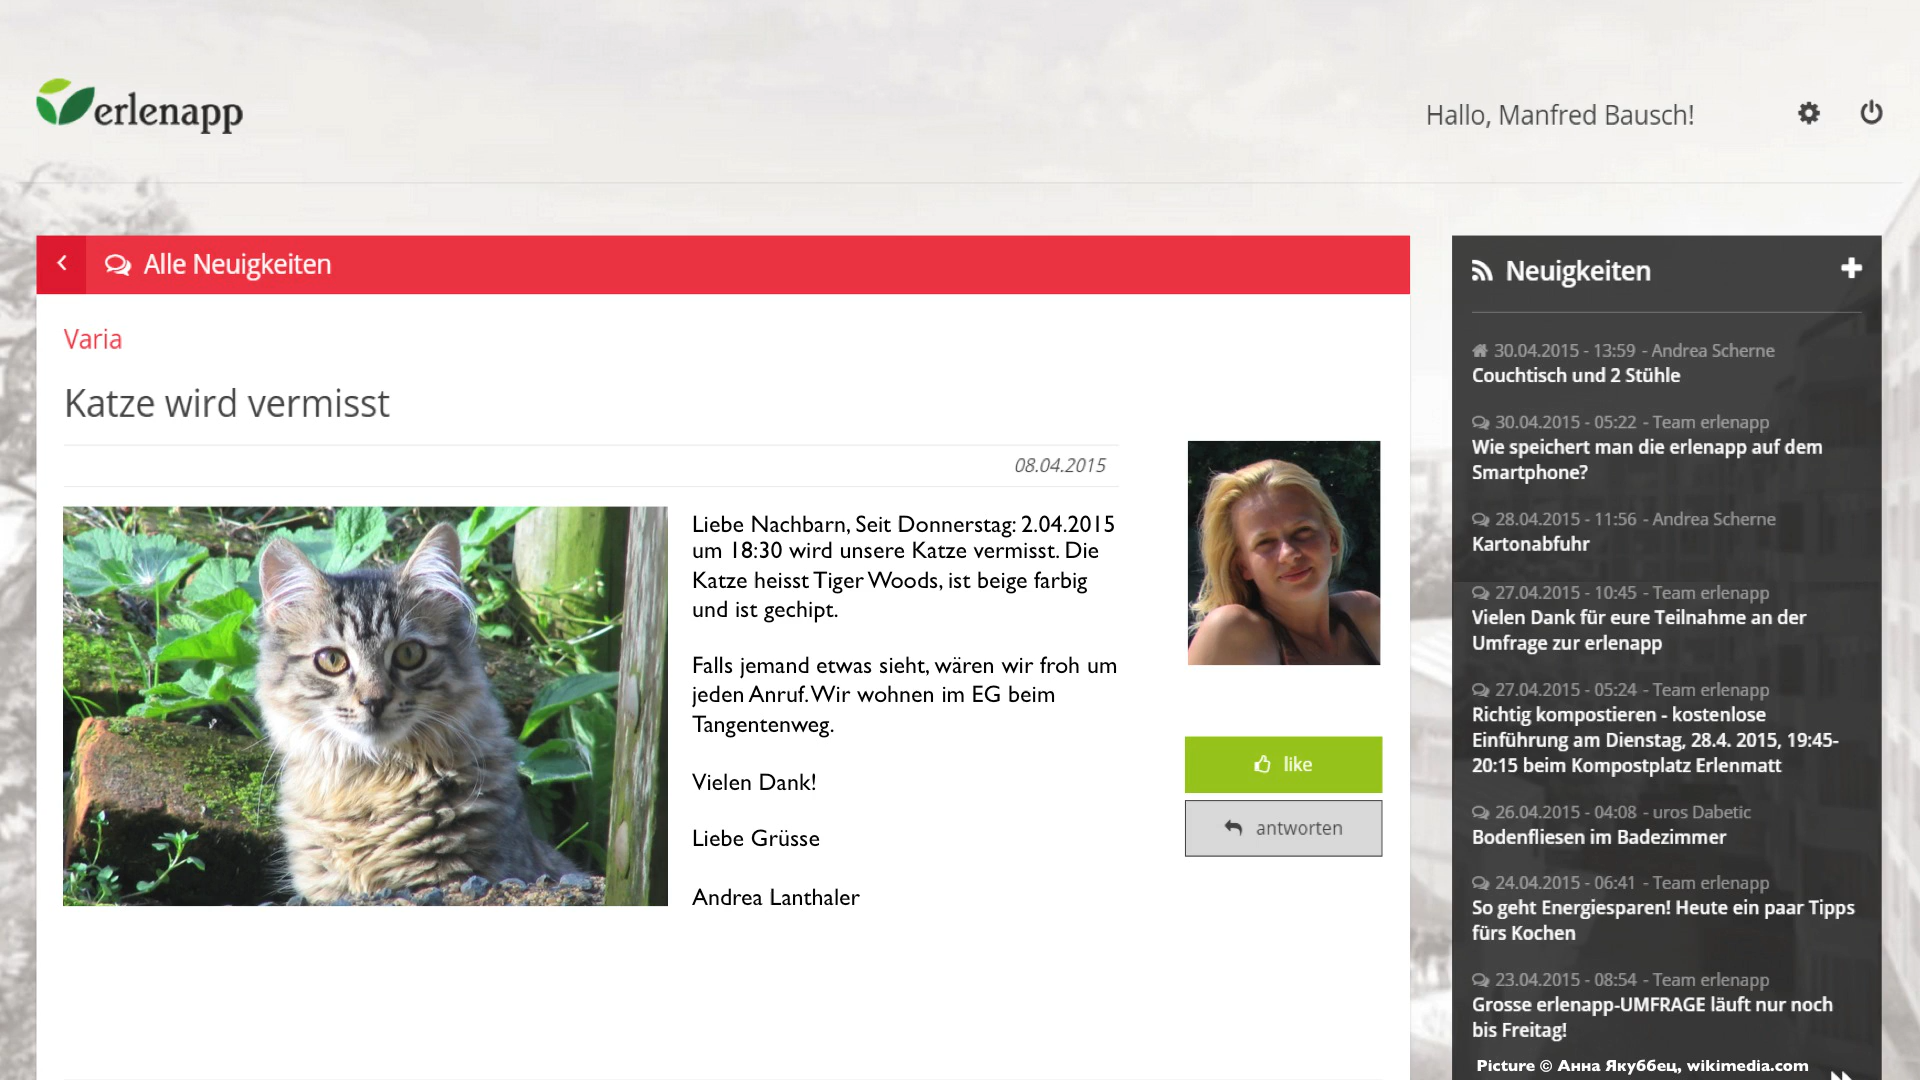 erlenapp
Hallo, Manfred Bausch!
Alle Neuigkeiten
Varia
Katze wird vermisst
08.04.2015
Liebe Nachbarn, Seit Donnerstag: 2.04.2015
um 18:30 wird unsere Katze vermisst. Die
Katze heisst Tiger Woods, ist beige farbig
und ist gechipt.
Falls jemand etwas sieht, wären wir froh um
jeden Anruf. Wir wohnen im EG beim
Tangentenweg.
Vielen Dank!
Liebe Grüsse
Andrea Lanthaler
like
antworten
Neuigkeiten
30.04.2015 - 13:59 - Andrea Scherne
Couchtisch und 2 Stühle
30.04.2015 - 05:22 - Team erlenapp
Wie speichert man die erlenapp auf dem
Smartphone?
28.04.2015 - 11:56 - Andrea Scherne
Kartonabfuhr
27.04.2015 - 10:45 - Team erlenapp
Vielen Dank für eure Teilnahme an der
Umfrage zur erlenapp
27.04.2015 - 05:24 - Team erlenapp
Richtig kompostieren - kostenlose
Einführung am Dienstag, 28.4. 2015, 19:45-
20:15 beim Kompostplatz Erlenmatt
26.04.2015 - 04:08 - uros Dabetic
Bodenfliesen im Badezimmer
24.04.2015 - 06:41 - Team erlenapp
So geht Energiesparen! Heute ein paar Tipps
fürs Kochen
23.04.2015 - 08:54 - Team erlenapp
Grosse erlenapp-UMFRAGE läuft nur noch
bis Freitag!
Picture © Анна Якуббец, wikimedia.com